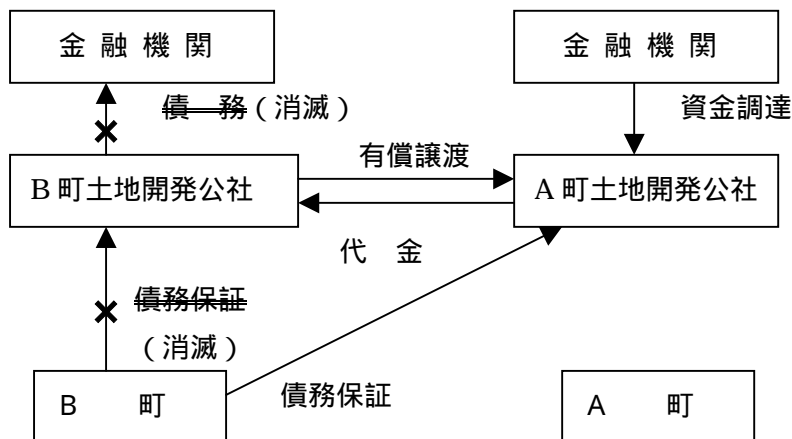 金 融 機 関
金 融 機 関
債 務(消滅)
資金調達
有償譲渡
B町土地開発公社
A町土地開発公社
代 金
債務保証
(消滅)
債務保証
B 町
A 町